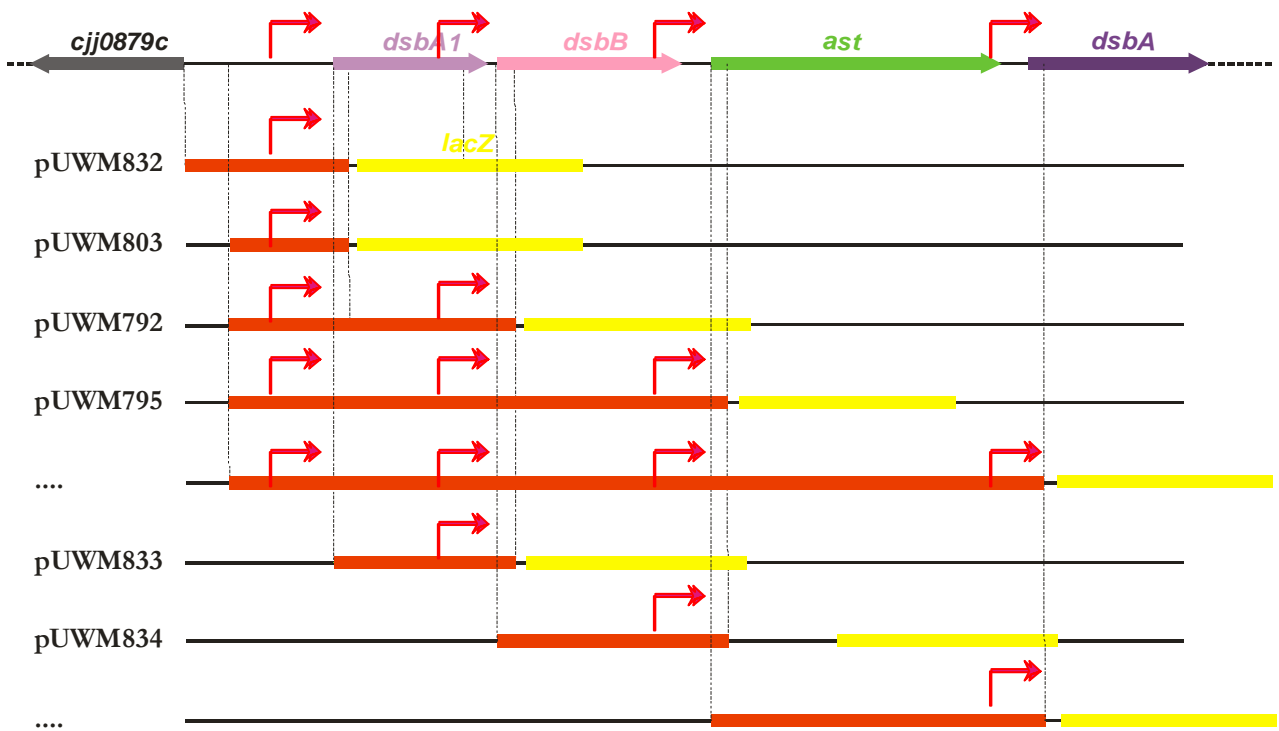 cjj0879c dsbA1 dsbB ast dsbA
lacZ
pUWM832
pUWM803
pUWM792
pUWM795
....
pUWM833
pUWM834
....